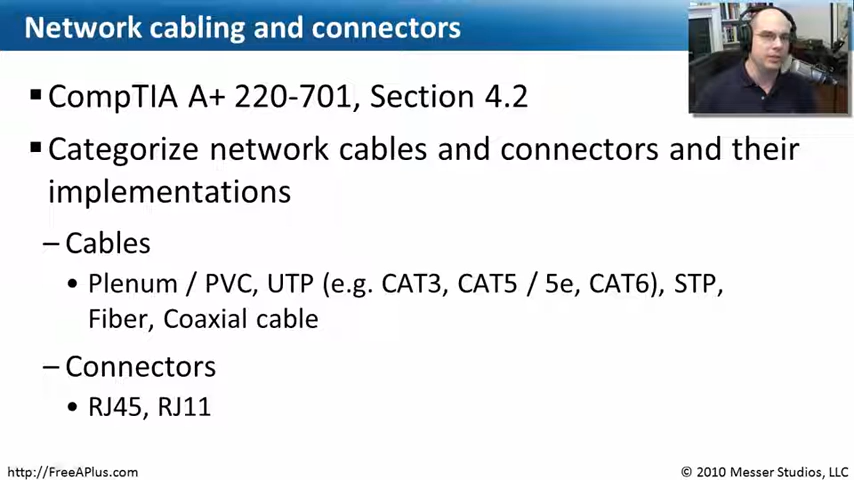 Network cabling and connectors
▪ CompTIA A+ 220-701, Section 4.2
▪ Categorize network cables and connectors and their
implementations
– Cables
• Plenum / PVC, UTP (e.g. CAT3, CAT5 / 5e, CAT6), STP,
Fiber, Coaxial cable
– Connectors
• RJ45, RJ11
http://FreeAPlus.com
© 2010 Messer Studios, LLC